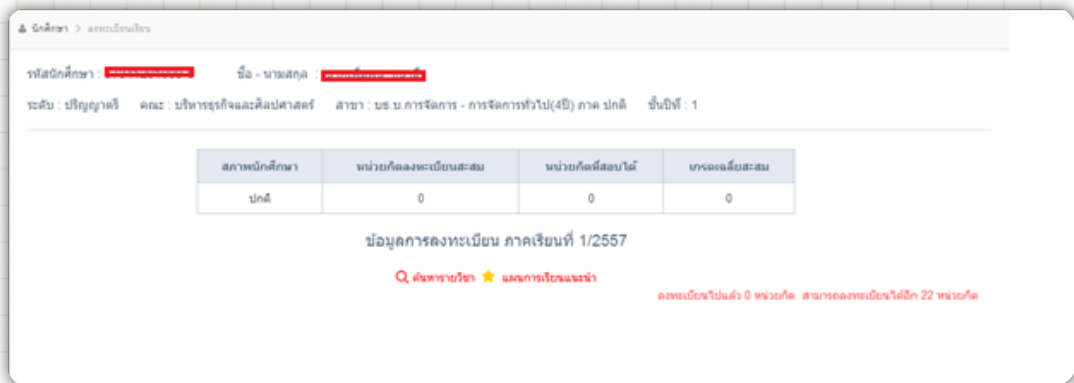 นักศึกษา > ลงทะเบียนเรียน
รหัสนักศึกษา : ชื่อ - นามสกุล :
ระดับ : ปริญญาตรี คณะ : บริหารธุรกิจและศิลปศาสตร์ สาขา : บธ.บ.การจัดการ - การจัดการทั่วไป(4ปี) ภาค ปกติ ชั้นปีที่ : 1
สภาพนักศึกษา หน่วยกิตลงทะเบียนสะสม หน่วยกิตที่สอบได้ เกรดเฉลี่ยสะสม
ปกติ 0 0 0
ข้อมูลการลงทะเบียน ภาคเรียนที่ 1/2557
ค้นหารายวิชา แผนการเรียนแนะนำ
ลงทะเบียนไปแล้ว 0 หน่วยกิต สามารถลงทะเบียนได้อีก 22 หน่วยกิต